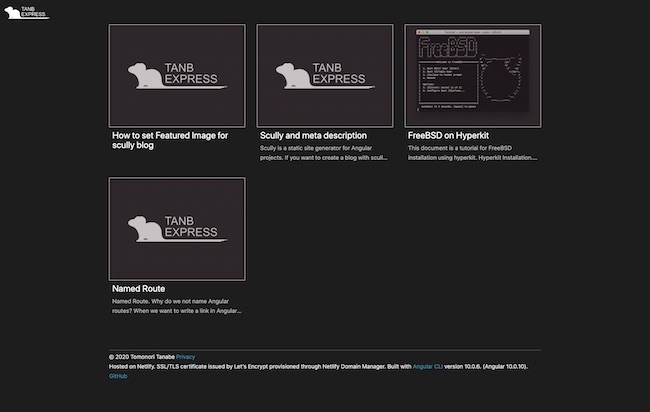 TANB
EXPRESS
TANB
EXPRESS
How to set Featured Image for
scully blog
TANB
EXPRESS
Scully and meta description
Scully is a static site generator for Angular
projects. If you want to create a blog with scull...
FreeBSD
FreeBSD on Hyperkit
This document is a tutorial for FreeBSD
installation using hyperkit. Hyperkit Installation....
TANB
EXPRESS
Named Route
Named Route. Why do we not name Angular
routes? When we want to write a link in Angular...
© 2020 Tomonori Tanabe Privacy
Hosted on Netlify. SSL/TLS certificate issued by Let's Encrypt provisioned through Netlify Domain Manager. Built with Angular CLI version 10.0.6. (Angular 10.0.10).
GitHub